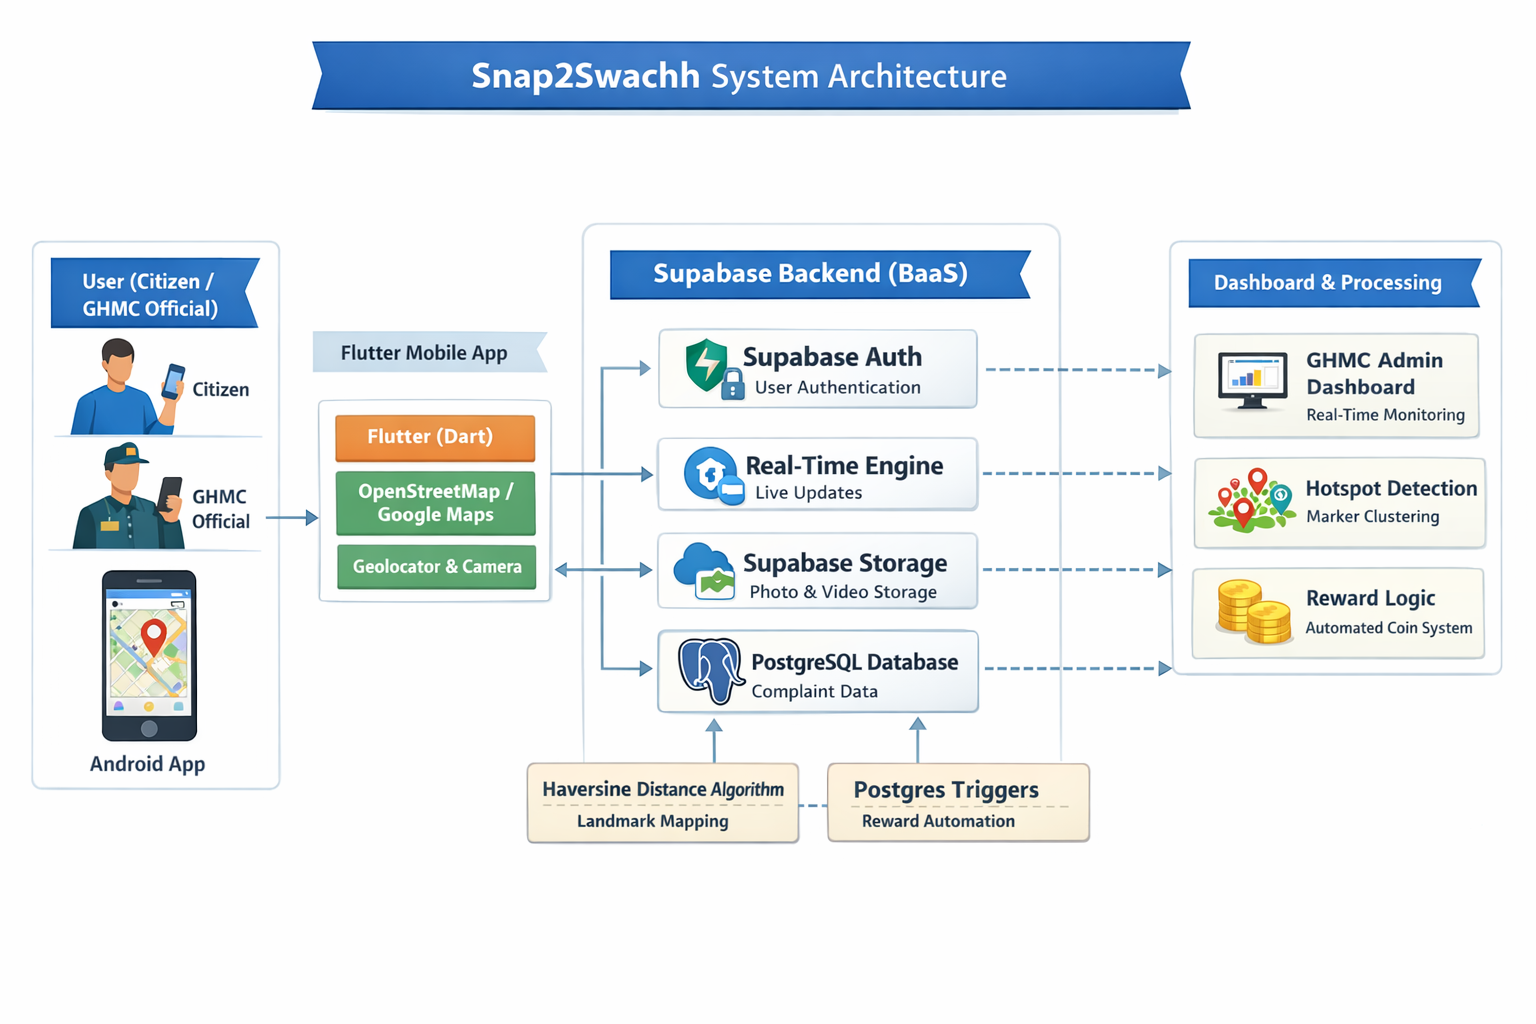 Snap2Swachh System Architecture
User (Citizen /
GHMC Official)
Citizen
GHMC
Official
Android App
Flutter Mobile App
Flutter (Dart)
OpenStreetMap /
Google Maps
Geolocator & Camera
Supabase Backend (BaaS)
Supabase Auth
User Authentication
Real-Time Engine
Live Updates
Supabase Storage
Photo & Video Storage
PostgreSQL Database
Complaint Data
Haversine Distance Algorithm
Landmark Mapping
Postgres Triggers
Reward Automation
Dashboard & Processing
GHMC Admin
Dashboard
Real-Time Monitoring
Hotspot Detection
Marker Clustering
Reward Logic
Automated Coin System